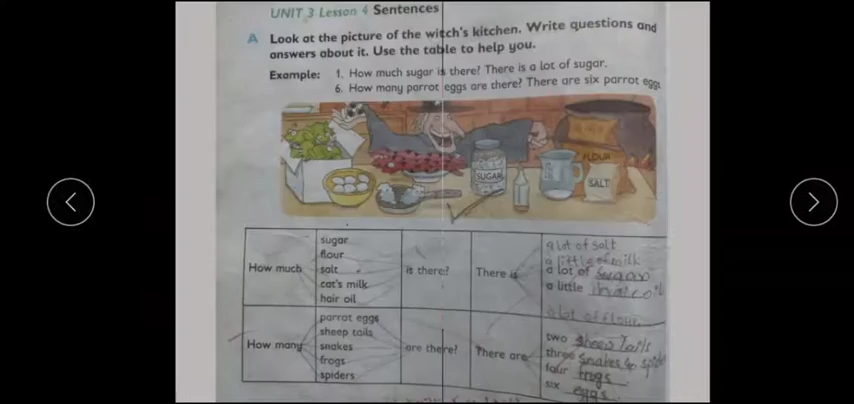 UNIT 3 Lesson 4 Sentences
A Look at the picture of the witch's kitchen. Write questions and
answers about it. Use the table to help you.
Example: 1. How much sugar is there? There is a lot of sugar.
6. How many parrot eggs are there? There are six parrot eggs
SUGAR
FLOUR
SALT
How much
sugar
flour
salt
cat's milk
hair oil
is there?
There is
a lot of salt
a little of milk
a lot of sugar
a little
a lot of flour.
How many
parrot eggs
sheep tails
snakes
frogs
spiders
are there?
There are
two sheep tails
three snakes
four frogs
six eggs